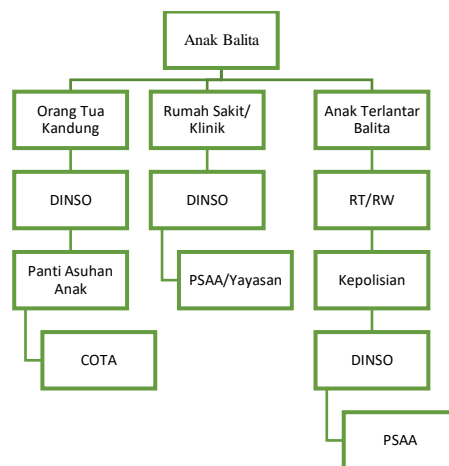 Anak Balita
Orang Tua
Kandung
Rumah Sakit/
Klinik
Anak Terlantar
Balita
DINSO
DINSO
RT/RW
Panti Asuhan
Anak
PSAA/Yayasan
Kepolisian
COTA
DINSO
PSAA